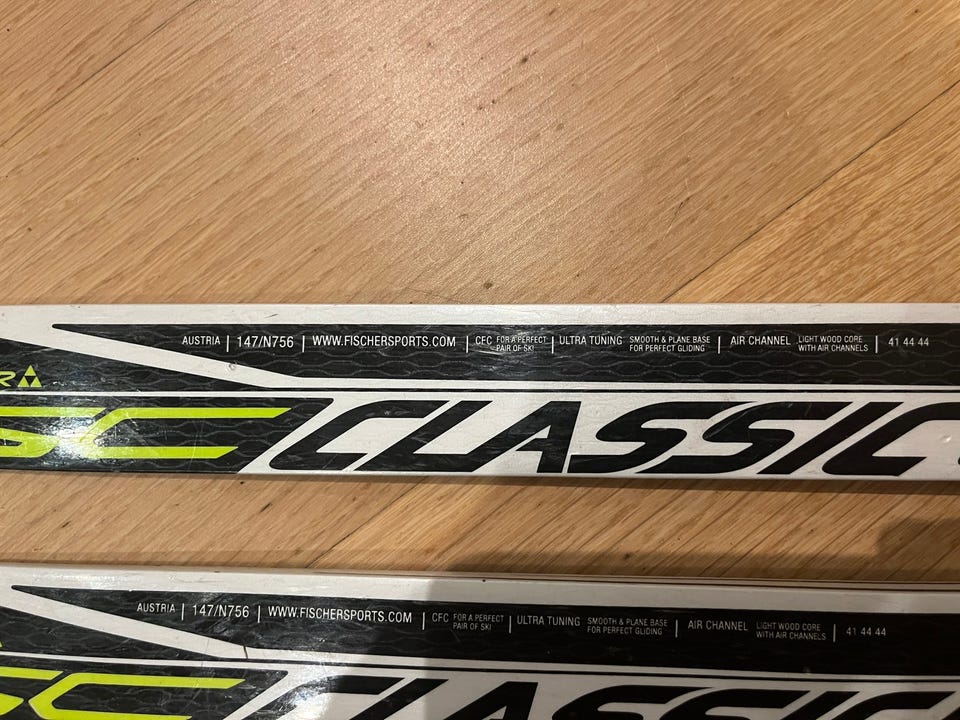 AUSTRIA | 147/N756 | WWW.FISCHERSPORTS.COM | CFC FOR A PERFECT PAIR OF SKI | ULTRA TUNING SMOOTH & PLANE BASE FOR PERFECT GLIDING | AIR CHANNEL LIGHT WOOD CORE WITH AIR CHANNELS | 41 44 44
R
SC CLASSIC
AUSTRIA | 147/N756 | WWW.FISCHERSPORTS.COM | CFC FOR A PERFECT PAIR OF SKI | ULTRA TUNING SMOOTH & PLANE BASE FOR PERFECT GLIDING | AIR CHANNEL LIGHT WOOD CORE WITH AIR CHANNELS | 41 44 44
SC CLASSIC